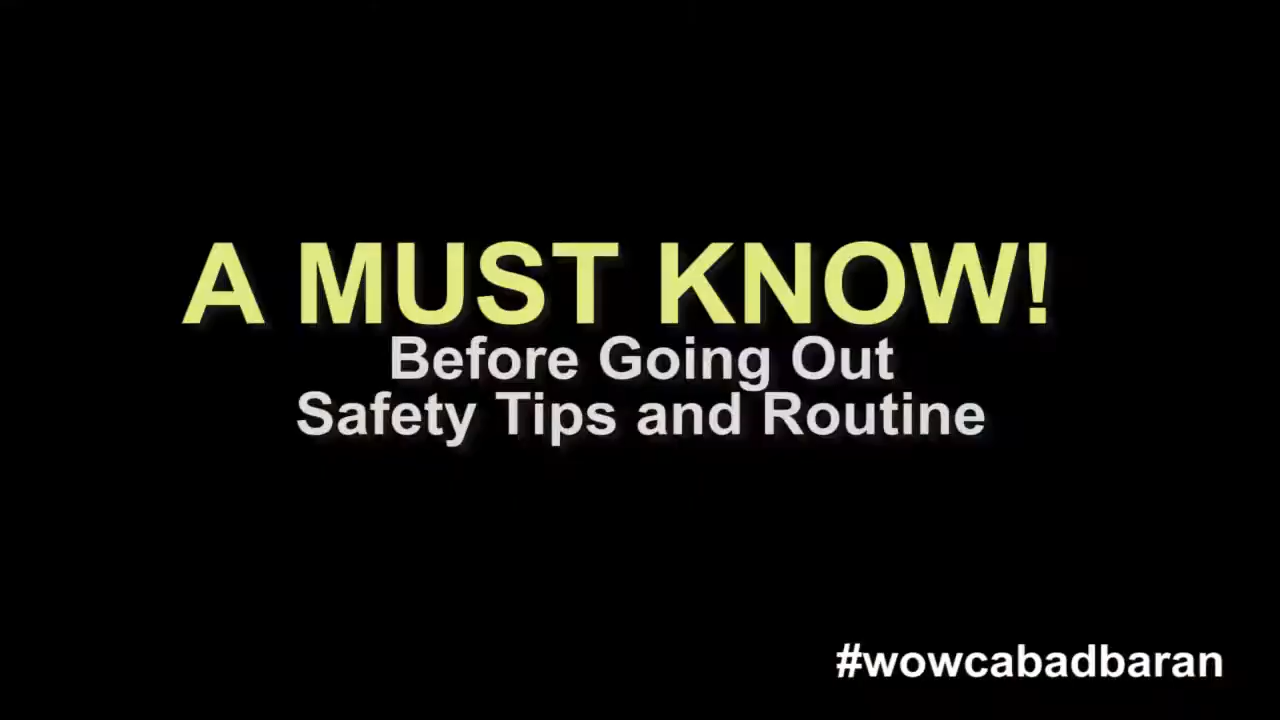 A MUST KNOW!
Before Going Out
Safety Tips and Routine
#wowcabadbaran